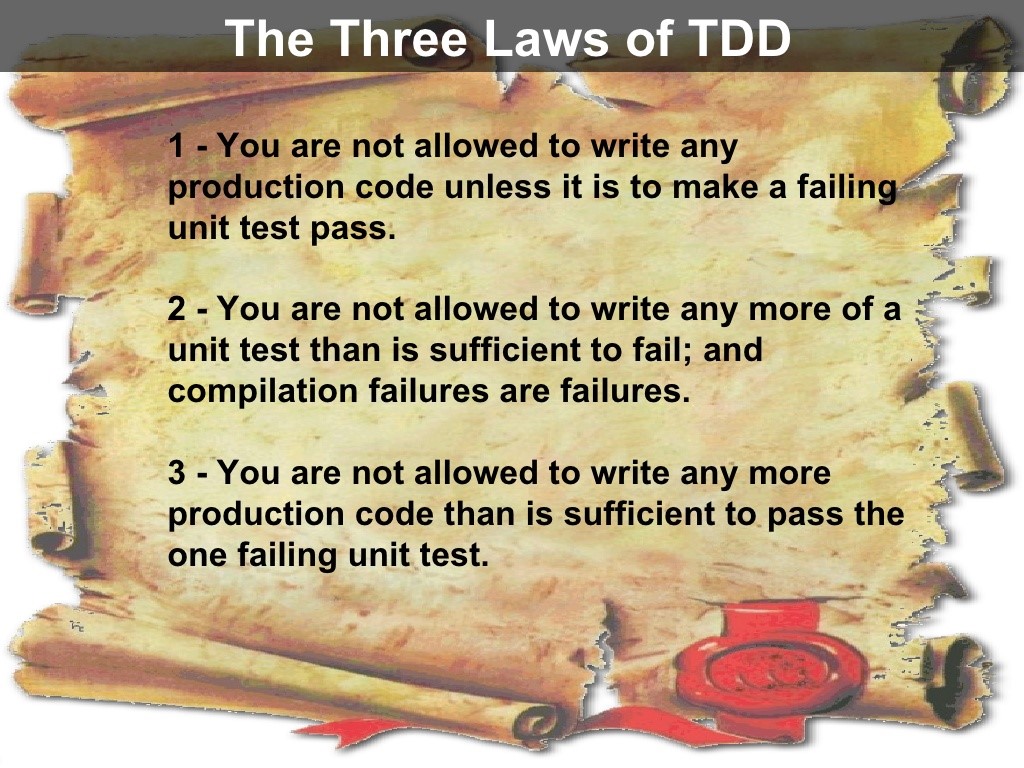 The Three Laws of TDD
1 - You are not allowed to write any
production code unless it is to make a failing
unit test pass.
2 - You are not allowed to write any more of a
unit test than is sufficient to fail; and
compilation failures are failures.
3 - You are not allowed to write any more
production code than is sufficient to pass the
one failing unit test.